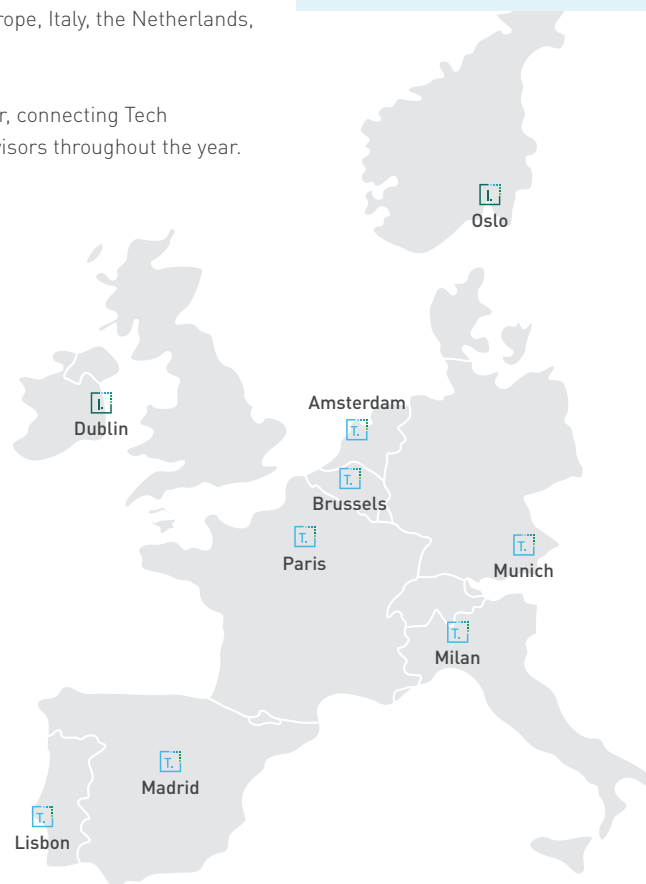 rope, Italy, the Netherlands,
r, connecting Tech
visors throughout the year.
I.
Oslo
I.
Dublin
Amsterdam
T.
T.
Brussels
T.
Paris
T.
Munich
T.
Milan
T.
Madrid
T.
Lisbon